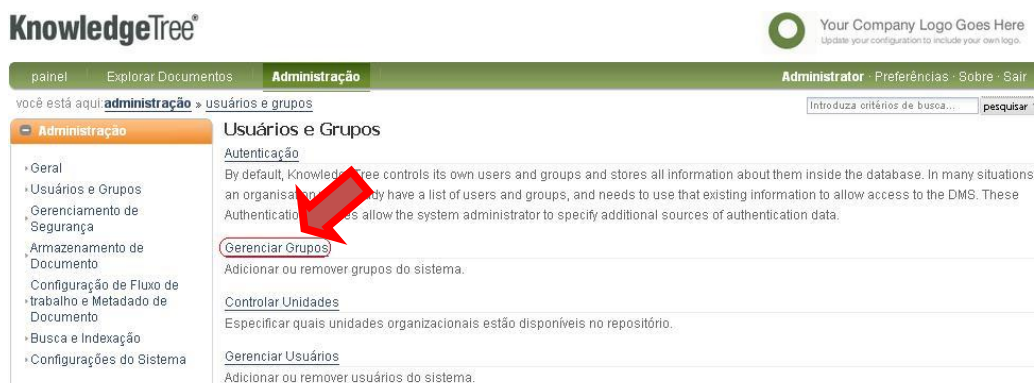 KnowledgeTree®
Your Company Logo Goes Here
Update your configuration to include your own logo.
painel Explorar Documentos Administração
Administrator · Preferências · Sobre · Sair
você está aqui: administração » usuários e grupos
Introduza critérios de busca... pesquisar
Administração
Geral
Usuários e Grupos
Gerenciamento de
Segurança
Armazenamento de
Documento
Configuração de Fluxo de
trabalho e Metadado de
Documento
Busca e Indexação
Configurações do Sistema
Usuários e Grupos
Autenticação
By default, KnowledgeTree controls its own users and groups and stores all information about them inside the database. In many situations
an organisation have a list of users and groups, and needs to use that existing information to allow access to the DMS. These
Authentication allow the system administrator to specify additional sources of authentication data.
Gerenciar Grupos
Adicionar ou remover grupos do sistema.
Controlar Unidades
Especificar quais unidades organizacionais estão disponíveis no repositório.
Gerenciar Usuários
Adicionar ou remover usuários do sistema.